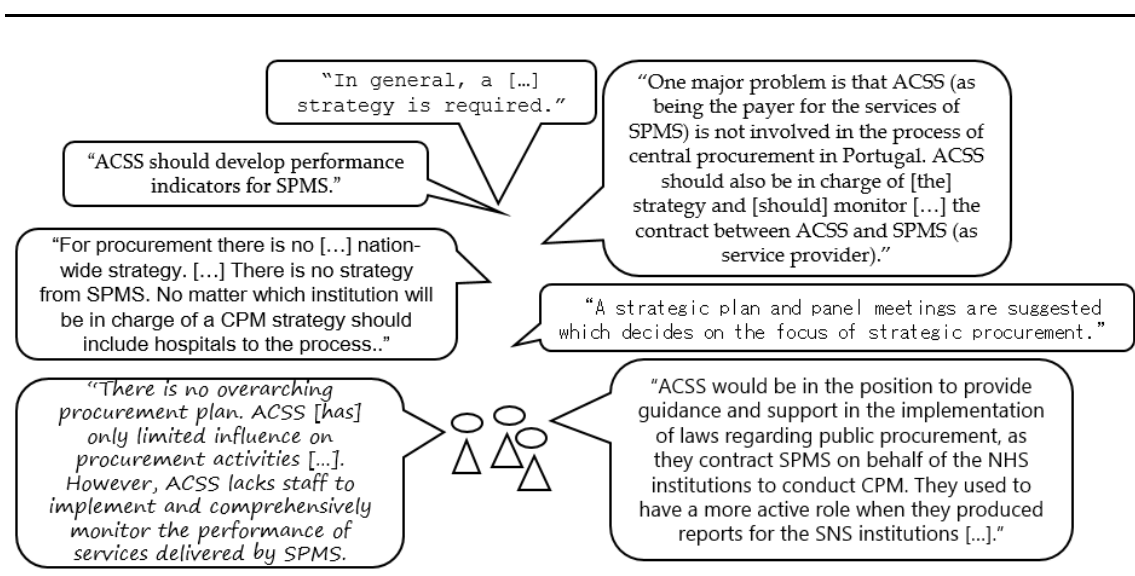 “In general, a […]
strategy is required.”
“One major problem is that ACSS (as
being the payer for the services of
SPMS) is not involved in the process of
central procurement in Portugal. ACSS
should also be in charge of [the]
strategy and [should] monitor […] the
contract between ACSS and SPMS (as
service provider).”
“ACSS should develop performance
indicators for SPMS.”
“For procurement there is no […] nation-
wide strategy. […] There is no strategy
from SPMS. No matter which institution will
be in charge of a CPM strategy should
include hospitals to the process..”
“A strategic plan and panel meetings are suggested
which decides on the focus of strategic procurement.”
“There is no overarching
procurement plan. ACSS [has]
only limited influence on
procurement activities […].
However, ACSS lacks staff to
implement and comprehensively
monitor the performance of
services delivered by SPMS.
“ACSS would be in the position to provide
guidance and support in the implementation
of laws regarding public procurement, as
they contract SPMS on behalf of the NHS
institutions to conduct CPM. They used to
have a more active role when they produced
reports for the SNS institutions […].”